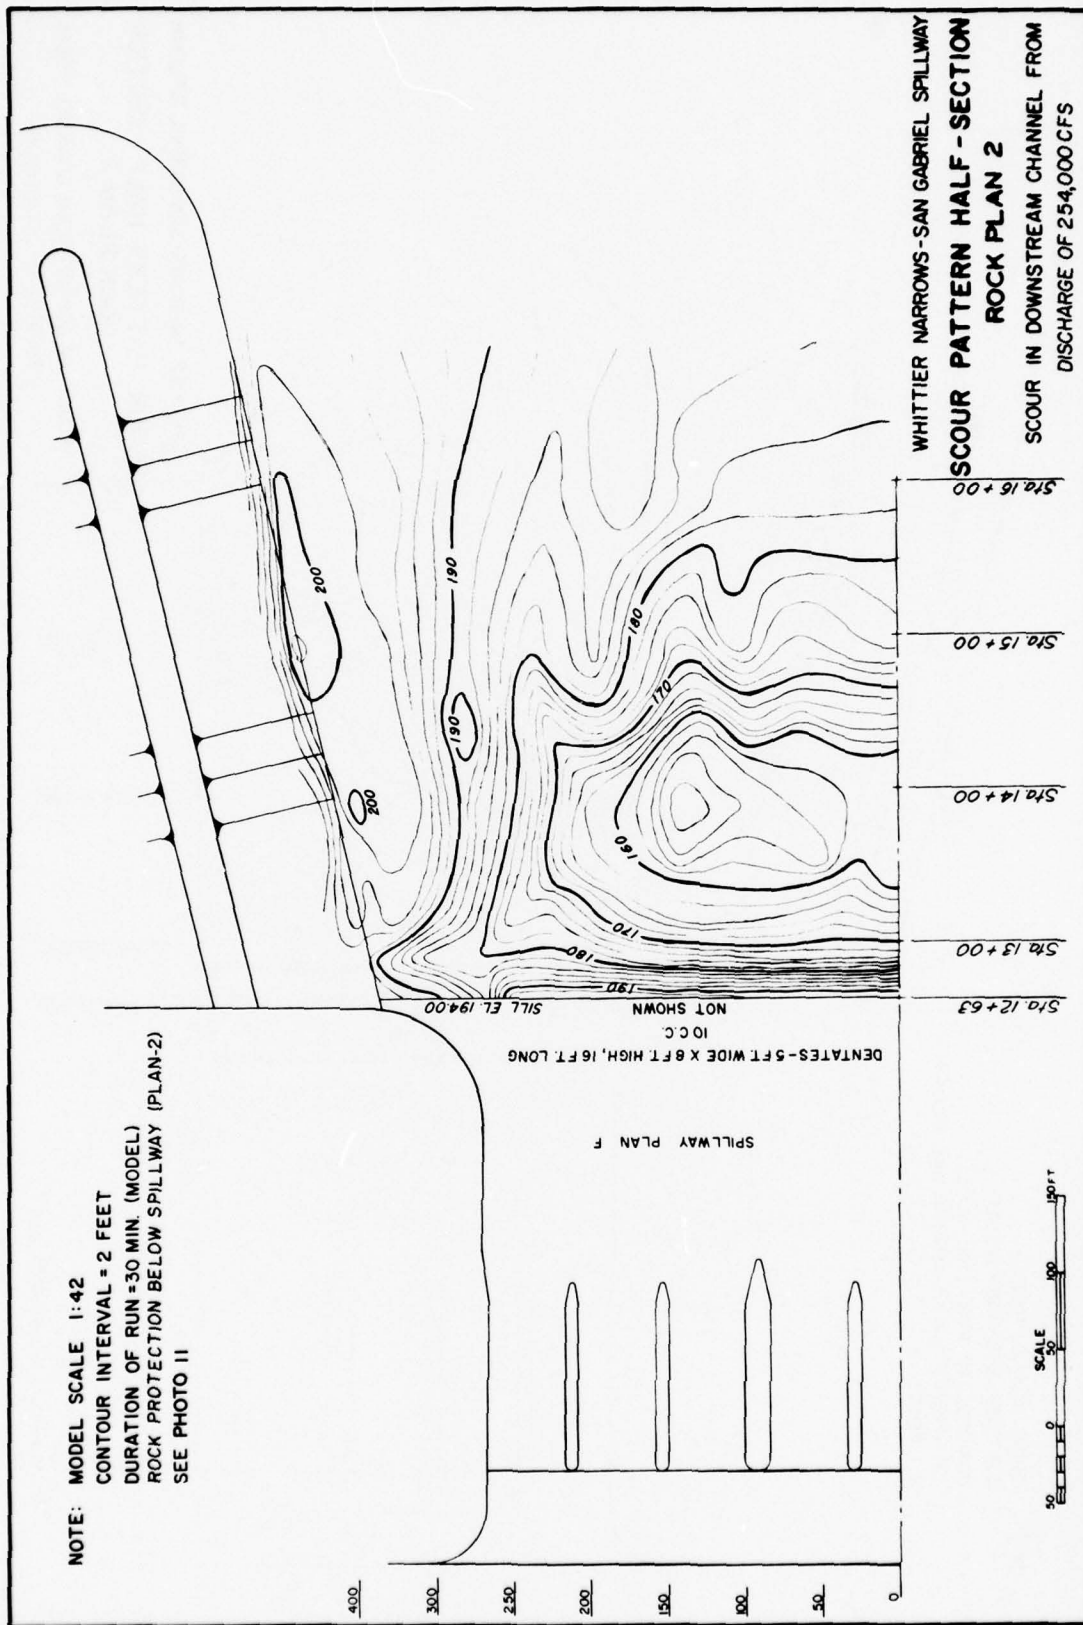 NOTE: MODEL SCALE 1:42
CONTOUR INTERVAL = 2 FEET
DURATION OF RUN = 30 MIN. (MODEL)
ROCK PROTECTION BELOW SPILLWAY (PLAN-2)
SEE PHOTO 11
400
300
250
200
150
100
50
0
SPILLWAY PLAN F
DENTATES-5 FT. WIDE X 8 FT. HIGH, 16 FT. LONG
10 C.C.
NOT SHOWN
SILL EL. 194.00
200
200
190
190
180
170
160
170
180
190
Sta. 12+63
Sta 13+00
Sta. 14+00
Sta. 15+00
Sta. 16+00
SCALE
50 0 50 100 150 FT
WHITTIER NARROWS-SAN GABRIEL SPILLWAY
SCOUR PATTERN HALF-SECTION
ROCK PLAN 2
SCOUR IN DOWNSTREAM CHANNEL FROM
DISCHARGE OF 254,000 CFS